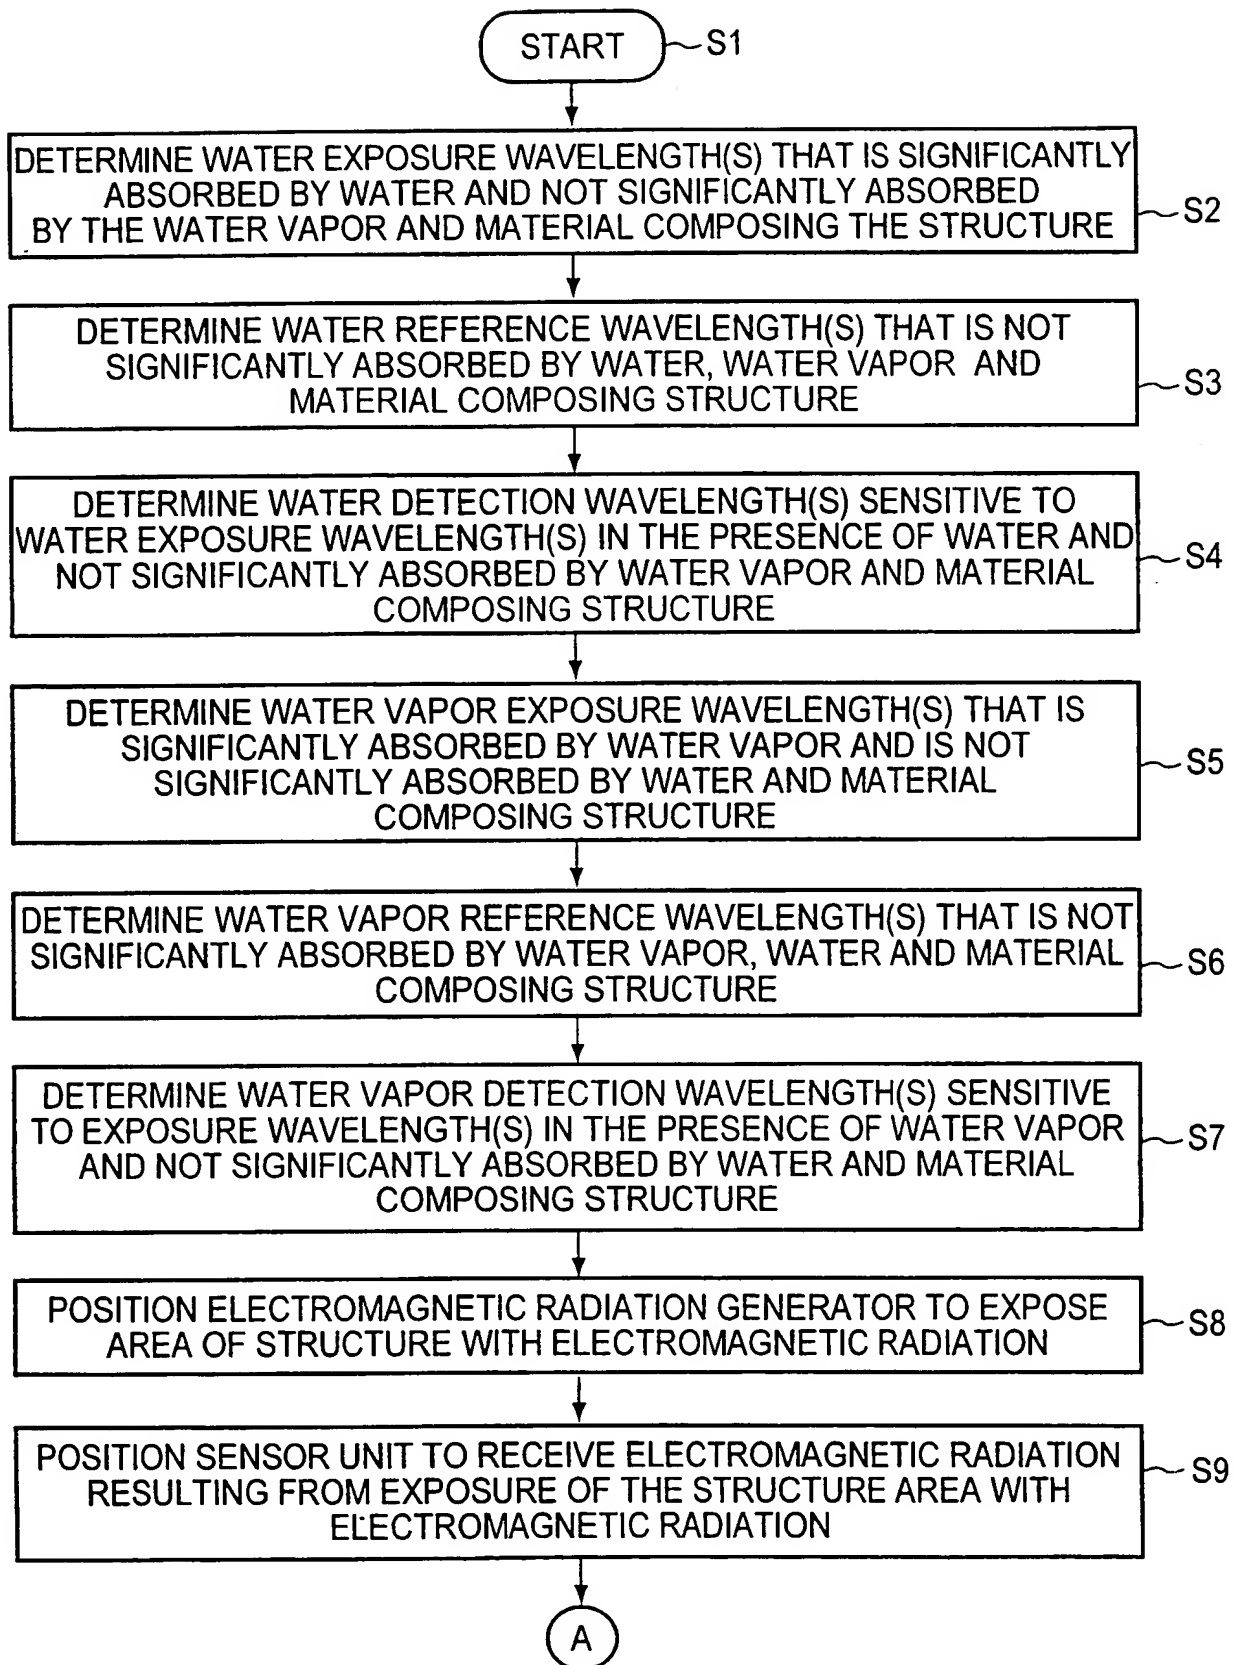 START
S1
DETERMINE WATER EXPOSURE WAVELENGTH(S) THAT IS SIGNIFICANTLY
ABSORBED BY WATER AND NOT SIGNIFICANTLY ABSORBED
BY THE WATER VAPOR AND MATERIAL COMPOSING THE STRUCTURE
S2
DETERMINE WATER REFERENCE WAVELENGTH(S) THAT IS NOT
SIGNIFICANTLY ABSORBED BY WATER, WATER VAPOR AND
MATERIAL COMPOSING STRUCTURE
S3
DETERMINE WATER DETECTION WAVELENGTH(S) SENSITIVE TO
WATER EXPOSURE WAVELENGTH(S) IN THE PRESENCE OF WATER AND
NOT SIGNIFICANTLY ABSORBED BY WATER VAPOR AND MATERIAL
COMPOSING STRUCTURE
S4
DETERMINE WATER VAPOR EXPOSURE WAVELENGTH(S) THAT IS
SIGNIFICANTLY ABSORBED BY WATER VAPOR AND IS NOT
SIGNIFICANTLY ABSORBED BY WATER AND MATERIAL
COMPOSING STRUCTURE
S5
DETERMINE WATER VAPOR REFERENCE WAVELENGTH(S) THAT IS NOT
SIGNIFICANTLY ABSORBED BY WATER VAPOR, WATER AND MATERIAL
COMPOSING STRUCTURE
S6
DETERMINE WATER VAPOR DETECTION WAVELENGTH(S) SENSITIVE
TO EXPOSURE WAVELENGTH(S) IN THE PRESENCE OF WATER VAPOR
AND NOT SIGNIFICANTLY ABSORBED BY WATER AND MATERIAL
COMPOSING STRUCTURE
S7
POSITION ELECTROMAGNETIC RADIATION GENERATOR TO EXPOSE
AREA OF STRUCTURE WITH ELECTROMAGNETIC RADIATION
S8
POSITION SENSOR UNIT TO RECEIVE ELECTROMAGNETIC RADIATION
RESULTING FROM EXPOSURE OF THE STRUCTURE AREA WITH
ELECTROMAGNETIC RADIATION
S9
A